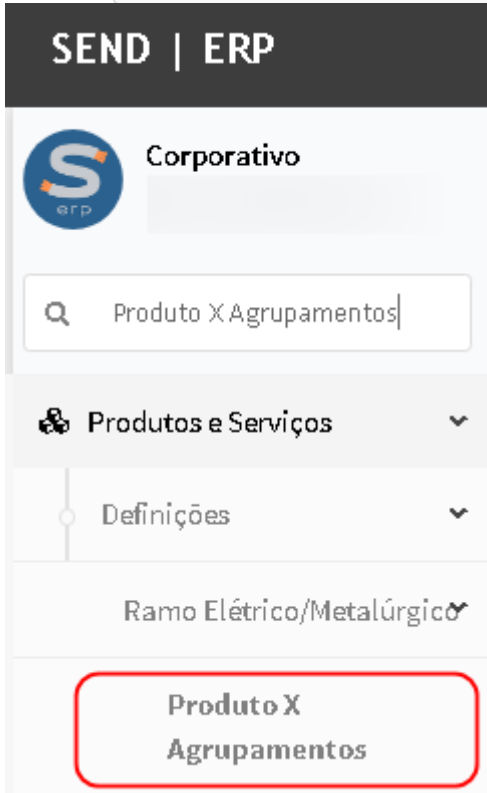 SEND | ERP
Corporativo
S
erp
Produto X Agrupamentos
Produtos e Serviços
Definições
Ramo Elétrico/Metalúrgico
Produto X
Agrupamentos